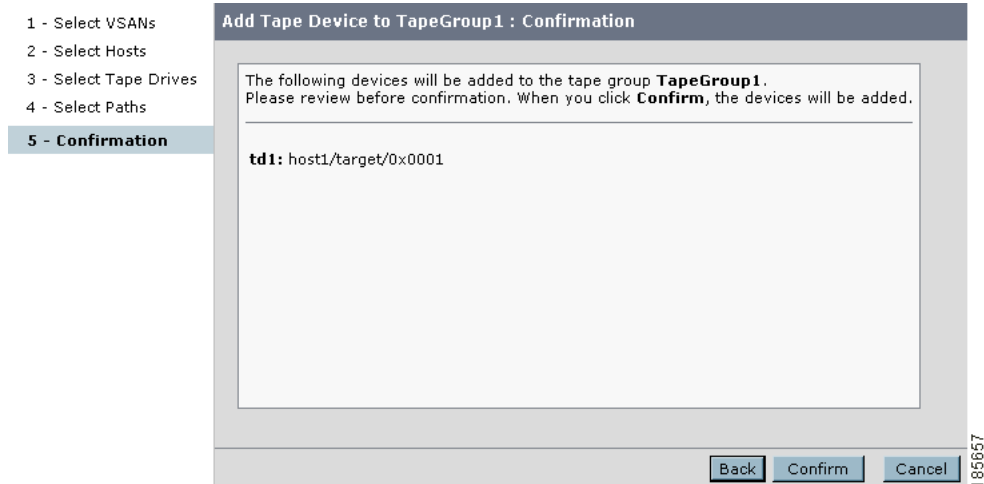 1 - Select VSANs
2 - Select Hosts
3 - Select Tape Drives
4 - Select Paths
5 - Confirmation
Add Tape Device to TapeGroup1 : Confirmation
The following devices will be added to the tape group TapeGroup1.
Please review before confirmation. When you click Confirm, the devices will be added.
td1: host1/target/0x0001
Back
Confirm
Cancel
185657